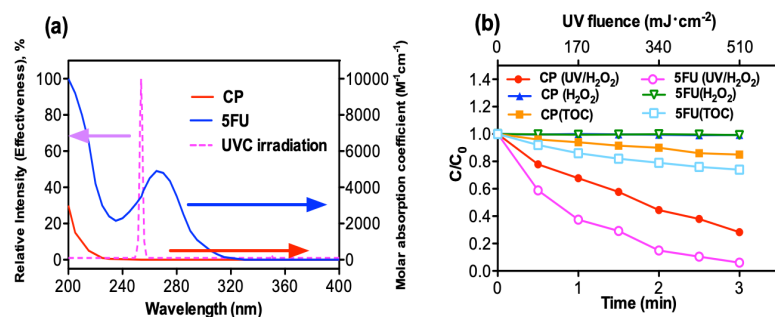 (a)
Relative Intensity (Effectiveness), %
100
80
60
40
20
0
CP
5FU
UVC irradiation
10000
8000
6000
4000
2000
0
Molar absorption coefficient (M⁻¹cm⁻¹)
200 240 280 320 360 400
Wavelength (nm)
(b)
UV fluence (mJ·cm⁻²)
0 170 340 510
CP (UV/H₂O₂) 5FU (UV/H₂O₂)
CP (H₂O₂) 5FU(H₂O₂)
CP(TOC) 5FU(TOC)
C/C₀
1.4
1.2
1.0
0.8
0.6
0.4
0.2
0.0
0 1 2 3
Time (min)